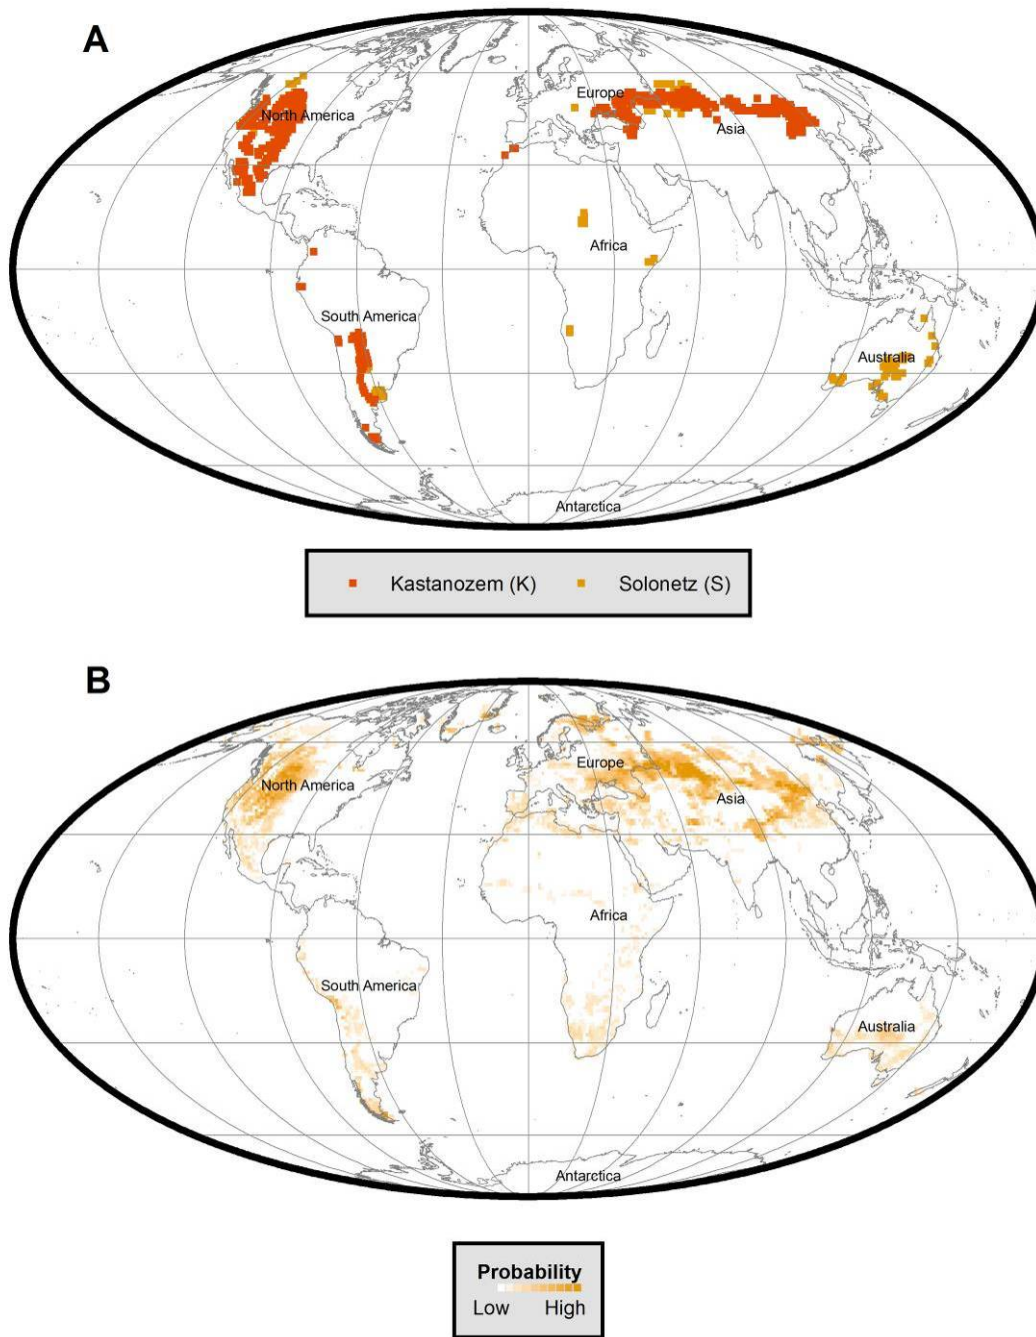 A
Europe
North America
Asia
Africa
South America
Australia
Antarctica
Kastanozem (K) Solonetz (S)
B
Europe
North America
Asia
Africa
South America
Australia
Antarctica
Probability
Low High